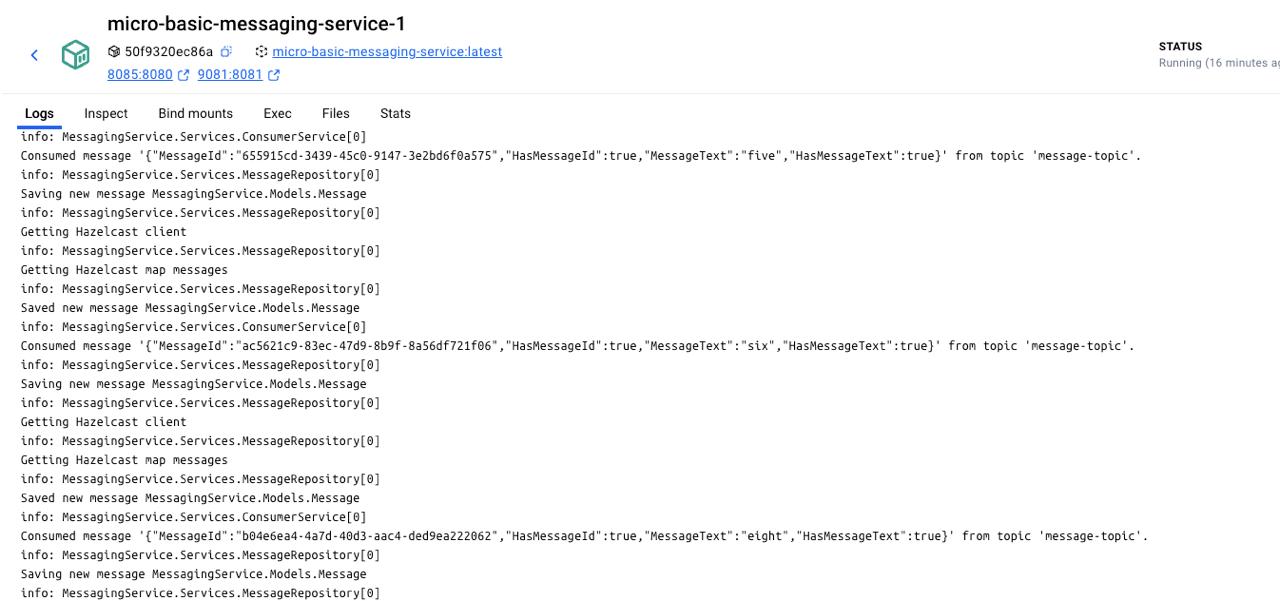 micro-basic-messaging-service-1
50f9320ec86a micro-basic-messaging-service:latest
8085:8080 9081:8081
STATUS
Running (16 minutes ag
Logs Inspect Bind mounts Exec Files Stats
info: MessagingService.Services.ConsumerService[0]
Consumed message '{"MessageId":"655915cd-3439-45c0-9147-3e2bd6f0a575","HasMessageId":true,"MessageText":"five","HasMessageText":true}' from topic 'message-topic'.
info: MessagingService.Services.MessageRepository[0]
Saving new message MessagingService.Models.Message
info: MessagingService.Services.MessageRepository[0]
Getting Hazelcast client
info: MessagingService.Services.MessageRepository[0]
Getting Hazelcast map messages
info: MessagingService.Services.MessageRepository[0]
Saved new message MessagingService.Models.Message
info: MessagingService.Services.ConsumerService[0]
Consumed message '{"MessageId":"ac5621c9-83ec-47d9-8b9f-8a56df721f06","HasMessageId":true,"MessageText":"six","HasMessageText":true}' from topic 'message-topic'.
info: MessagingService.Services.MessageRepository[0]
Saving new message MessagingService.Models.Message
info: MessagingService.Services.MessageRepository[0]
Getting Hazelcast client
info: MessagingService.Services.MessageRepository[0]
Getting Hazelcast map messages
info: MessagingService.Services.MessageRepository[0]
Saved new message MessagingService.Models.Message
info: MessagingService.Services.ConsumerService[0]
Consumed message '{"MessageId":"b04e6ea4-4a7d-40d3-aac4-ded9ea222062","HasMessageId":true,"MessageText":"eight","HasMessageText":true}' from topic 'message-topic'.
info: MessagingService.Services.MessageRepository[0]
Saving new message MessagingService.Models.Message
info: MessagingService.Services.MessageRepository[0]